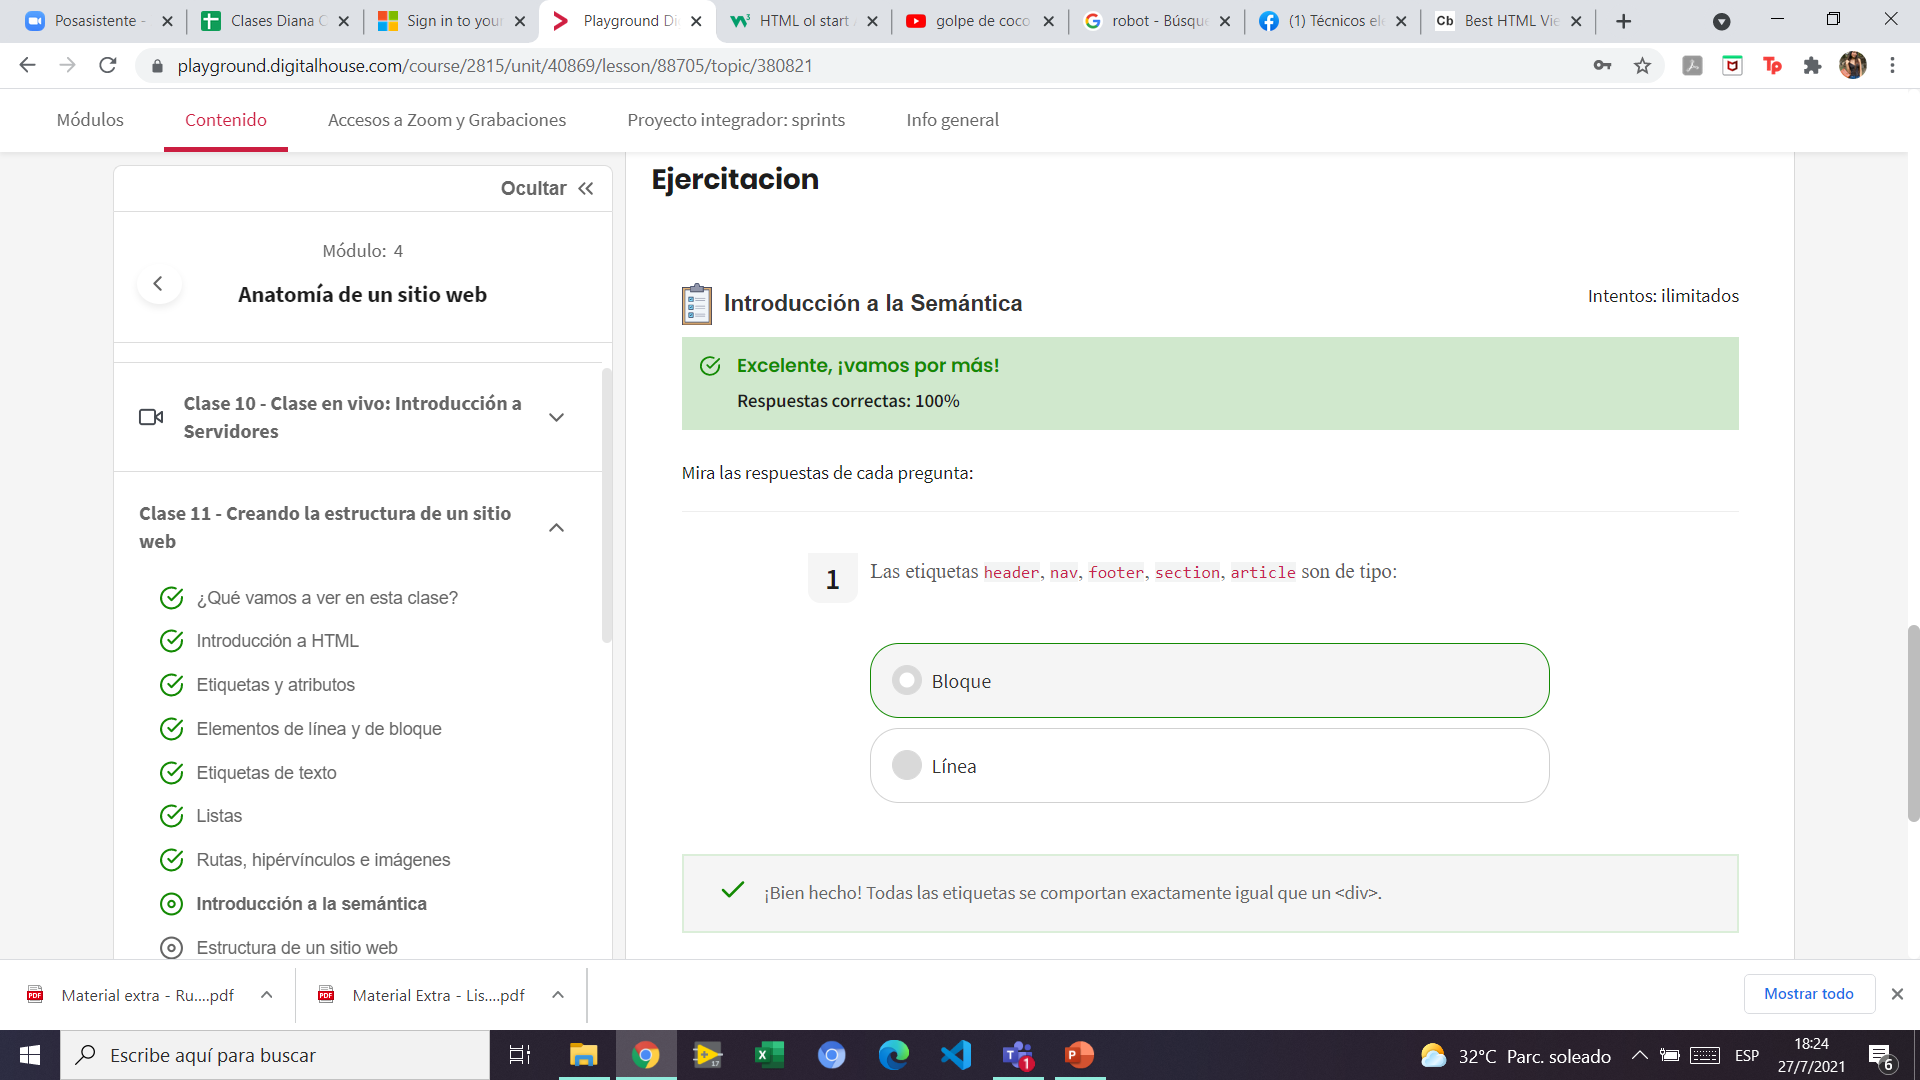 Posasistente -
Clases Diana C
Sign in to your
Playground Di
HTML ol start
golpe de coco
robot - Búsqu
(1) Técnicos el
Cb Best HTML Vie
playground.digitalhouse.com/course/2815/unit/40869/lesson/88705/topic/380821
Módulos
Contenido
Accesos a Zoom y Grabaciones
Proyecto integrador: sprints
Info general
Ocultar
Módulo: 4
Anatomía de un sitio web
Clase 10 - Clase en vivo: Introducción a
Servidores
Clase 11 - Creando la estructura de un sitio
web
¿Qué vamos a ver en esta clase?
Introducción a HTML
Etiquetas y atributos
Elementos de línea y de bloque
Etiquetas de texto
Listas
Rutas, hipérvínculos e imágenes
Introducción a la semántica
Estructura de un sitio web
Ejercitacion
Introducción a la Semántica
Intentos: ilimitados
Excelente, ¡vamos por más!
Respuestas correctas: 100%
Mira las respuestas de cada pregunta:
1
Las etiquetas header, nav, footer, section, article son de tipo:
Bloque
Línea
¡Bien hecho! Todas las etiquetas se comportan exactamente igual que un <div>.
PDF Material extra - Ru....pdf
PDF Material Extra - Lis....pdf
Mostrar todo
Escribe aquí para buscar
32°C Parc. soleado
ESP
18:24
27/7/2021
6